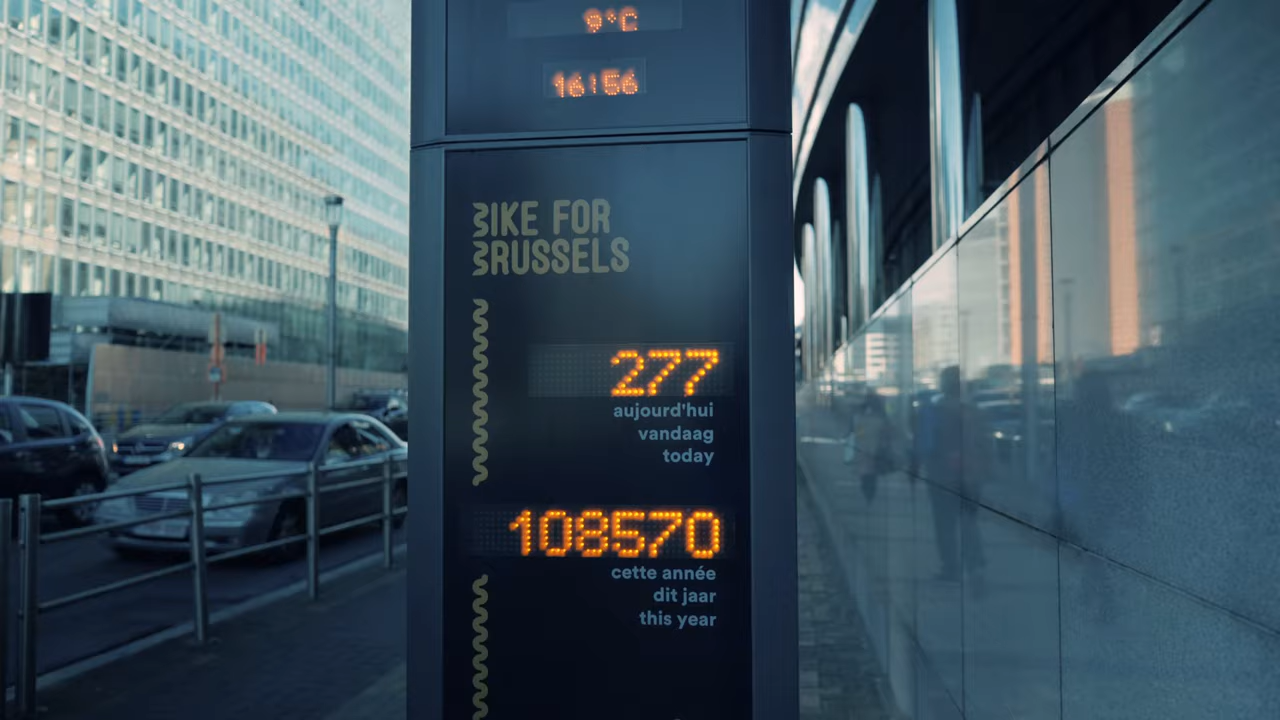 9°C
16:56
BIKE FOR
BRUSSELS
277
aujourd'hui
vandaag
today
108570
cette année
dit jaar
this year